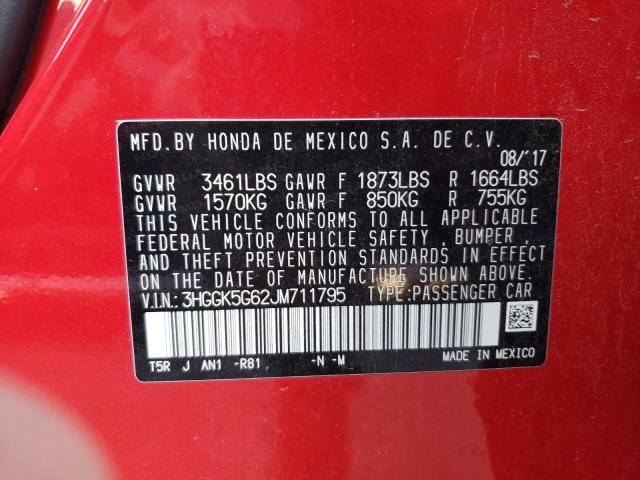 MFD. BY HONDA DE MEXICO S.A. DE C.V.
08/'17
GVWR 3461LBS GAWR F 1873LBS R 1664LBS
GVWR 1570KG GAWR F 850KG R 755KG
THIS VEHICLE CONFORMS TO ALL APPLICABLE
FEDERAL MOTOR VEHICLE SAFETY , BUMPER ,
AND THEFT PREVENTION STANDARDS IN EFFECT
ON THE DATE OF MANUFACTURE SHOWN ABOVE.
V.I.N.: 3HGGK5G62JM711795 TYPE:PASSENGER CAR
T5R J AN1 -R81 -N -M
MADE IN MEXICO